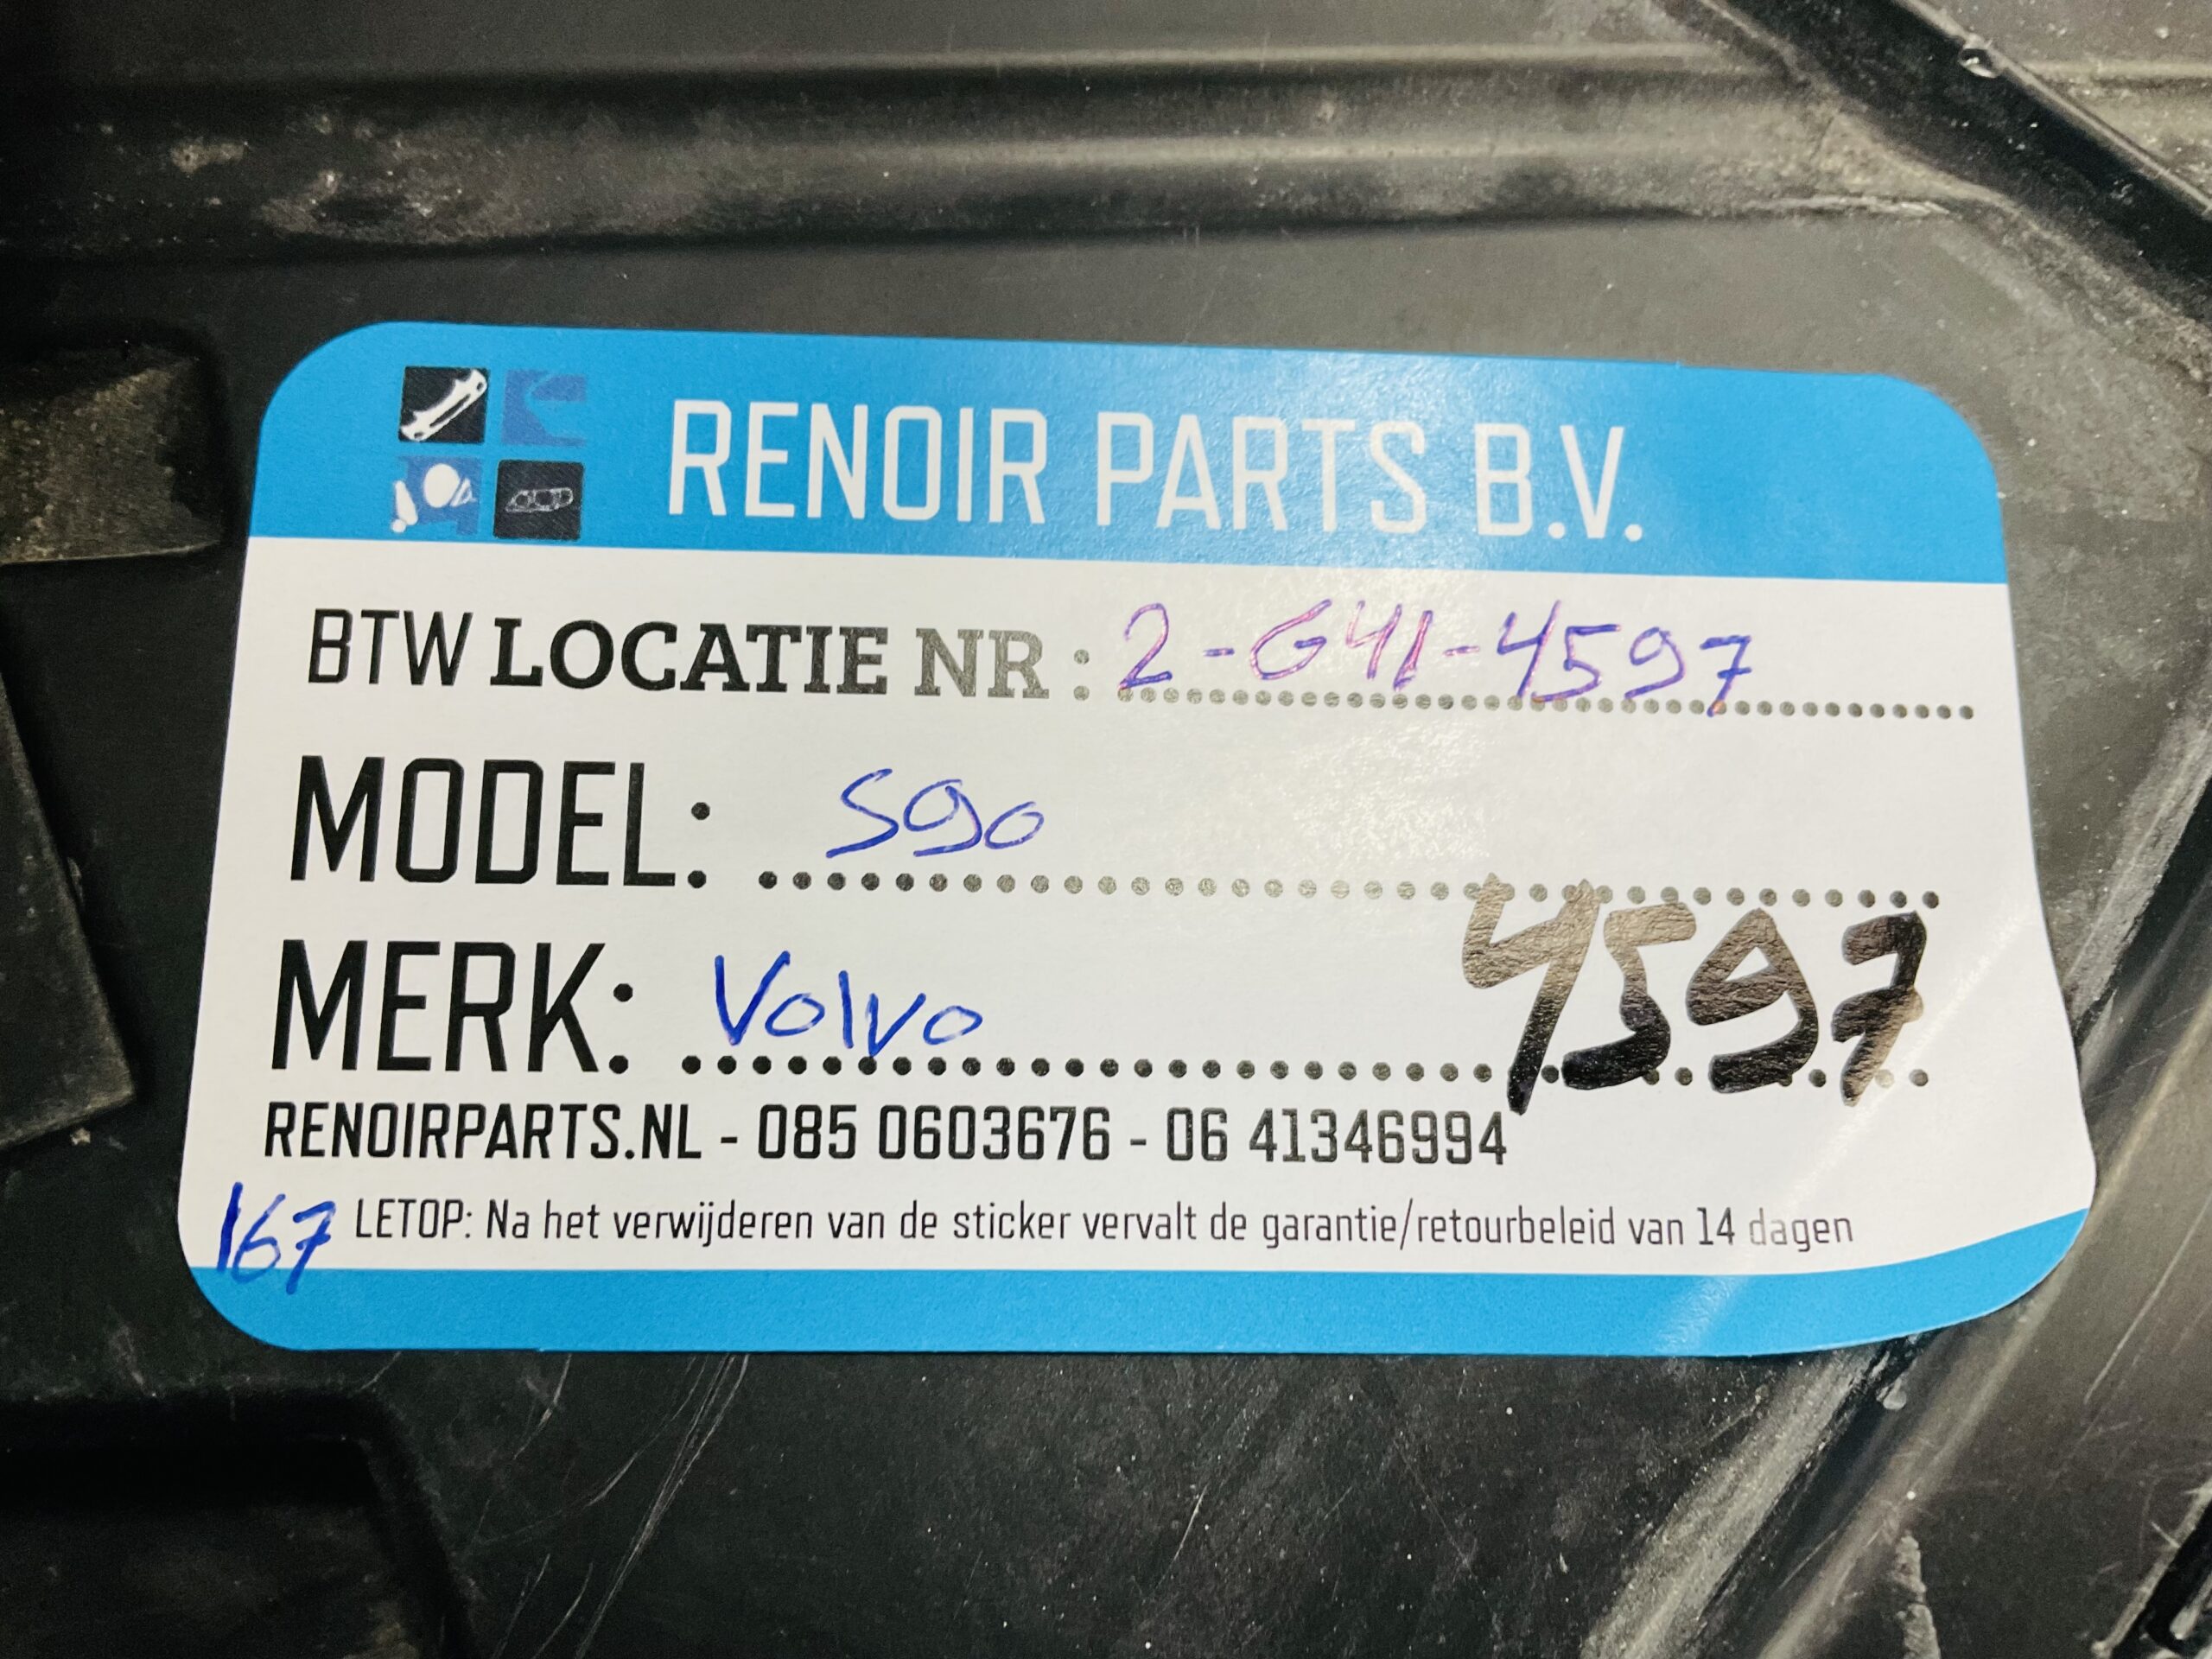 RENOIR PARTS B.V.
BTW LOCATIE NR : 2-G41-4597
MODEL: S90
MERK: Volvo 4597
RENOIRPARTS.NL - 085 0603676 - 06 41346994
167 LETOP: Na het verwijderen van de sticker vervalt de garantie/retourbeleid van 14 dagen